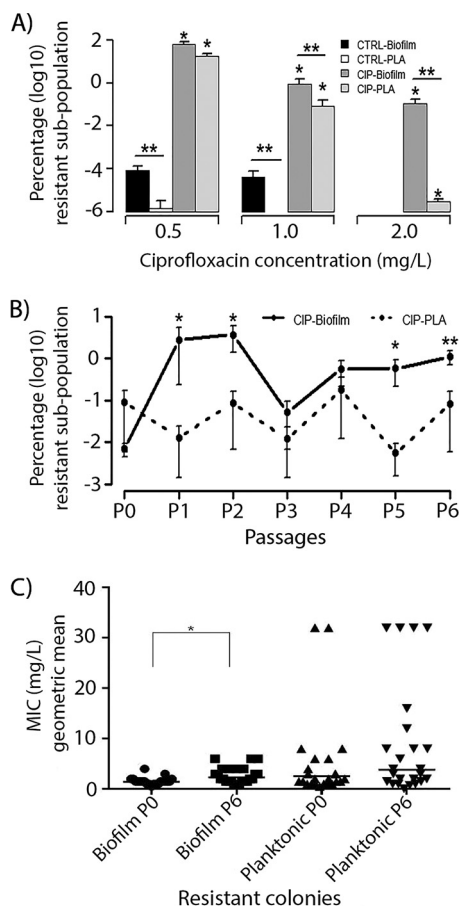 A)
Percentage (log10)
resistant sub-population
2
0
-2
-4
-6
**
*
*
**
**
*
*
**
*
*
CTRL-Biofilm
CTRL-PLA
CIP-Biofilm
CIP-PLA
0.5
1.0
2.0
Ciprofloxacin concentration (mg/L)
B)
Percentage (log10)
resistant sub-population
1
0
-1
-2
-3
CIP-Biofilm
CIP-PLA
*
*
*
**
P0
P1
P2
P3
P4
P5
P6
Passages
C)
MIC (mg/L)
geometric mean
40
30
20
10
0
*
Biofilm P0
Biofilm P6
Planktonic P0
Planktonic P6
Resistant colonies